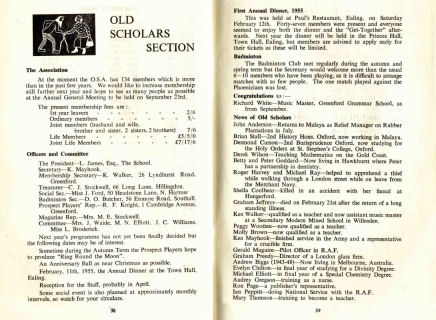 OLD
SCHOLARS
SECTION
The Association
At the moment the O.S.A. has 134 members which is more
than in the past few years. We would like to increase membership
still further next year and hope to see as many people as possible
at the Annual General Meeting to be held on September 23rd.
The present membership fees are :
1st year leavers 2/6
Ordinary members 5/-
Joint members (husband and wife,
brother and sister, 2 sisters, 2 brothers) 7/6
Life Members £5/5/0
Joint Life Members £7/17/6
Officers and Committee
The President—L. James, Esq., The School.
Secretary—K. Mayhook.
Membership Secretary—K. Walker, 26 Lyndhurst Road,
Greenford.
Treasurer—C. J. Stockwell, 66 Long Lane, Hillingdon.
Social Sec.—Miss J. Ford, 50 Headstone Lane, N. Harrow
Badminton Sec.—D. O. Butcher, 56 Ennore Road, Southall.
Prospect Players' Rep.—R. F. Knight, 1 Cambridge Avenue,
Greenford.
Magazine Rep.—Mrs. M. E. Stockwell.
Committee—Mrs. J. Waide, M. N. Elliott, J. C. Williams,
Miss L. Broderick.
Next year's programme has not yet been finally decided but
the following dates may be of interest.
Sometime during the Autumn Term the Prospect Players hope
to produce "Ring Round the Moon".
An Anniversary Ball as near Christmas as possible.
February, 11th, 1955, the Annual Dinner at the Town Hall,
Ealing.
Reception for the Staff, probably in April.
Some social event is also planned at approximately monthly
intervals, so watch for your circulars.
38
First Annual Dinner, 1955
This was held at Paul's Restaurant, Ealing, on Saturday
February 12th. Forty-seven members were present and everyone
seemed to enjoy both the dinner and the "Get-Together" after-
wards. Next year the dinner will be held in the Princes Hall,
Town Hall, Ealing, but members are advised to apply early for
their tickets as these will be limited.
Badminton
The Badminton Club met regularly during the autumn and
spring term but the Secretary would welcome more than the usual
6—10 members who have been playing, as it is difficult to arrange
matches with so few people. The one match played against the
Phoenicians was lost.
Congratulations to :—
Richard White—Music Master, Greenford Grammar School, as
from September.
News of Old Scholars
John Anderson—Returns to Malaya as Relief Manager on Rubber
Plantations in July.
Brian Stall—2nd History Hons. Oxford, now working in Malaya.
Desmond Curnon—2nd Jurisprudence Oxford, now studying for
the Holy Orders at St. Stephen's College, Oxford.
Derek Wilson—Teaching Mathematics on the Gold Coast.
Betty and Peter Goddard—Now living in Hawkhurst where Peter
has a partnership in dentistry.
Roger Harvey and Michael Ray—helped to apprehend a thief
while walking through a London street while on leave from
the Merchant Navy.
Sheila Coolbear—Killed in an accident with her fiancé at
Hungerford.
Graham Jefferys—died on February 21st after the return of a long
standing illness.
Ken Walker—qualified as a teacher and now assistant music master
at a Secondary Modern School in Willesden.
Peggy Wootten—now qualified as a teacher.
Molly Brown—now qualified as a teacher.
Ken Mayhook—finished service in the Army and a representative
for a crucible firm.
Gerald Maguire—Pilot Officer in R.A.F.
Graham Preedy—Director of a London glass firm.
Andrew Biggs (1943-48)—Now living in Melbourne, Australia.
Evelyn Chilton—in final year of studying for a Divinity Degree.
Michael Elliott—in final year of a Special Chemistry Degree.
Audrey Gregson—training as a nurse.
Ron Page—a publisher's representative.
Ian Peppitt—doing National Service with the R.A.F.
Mary Thomson—training to become a teacher.
39